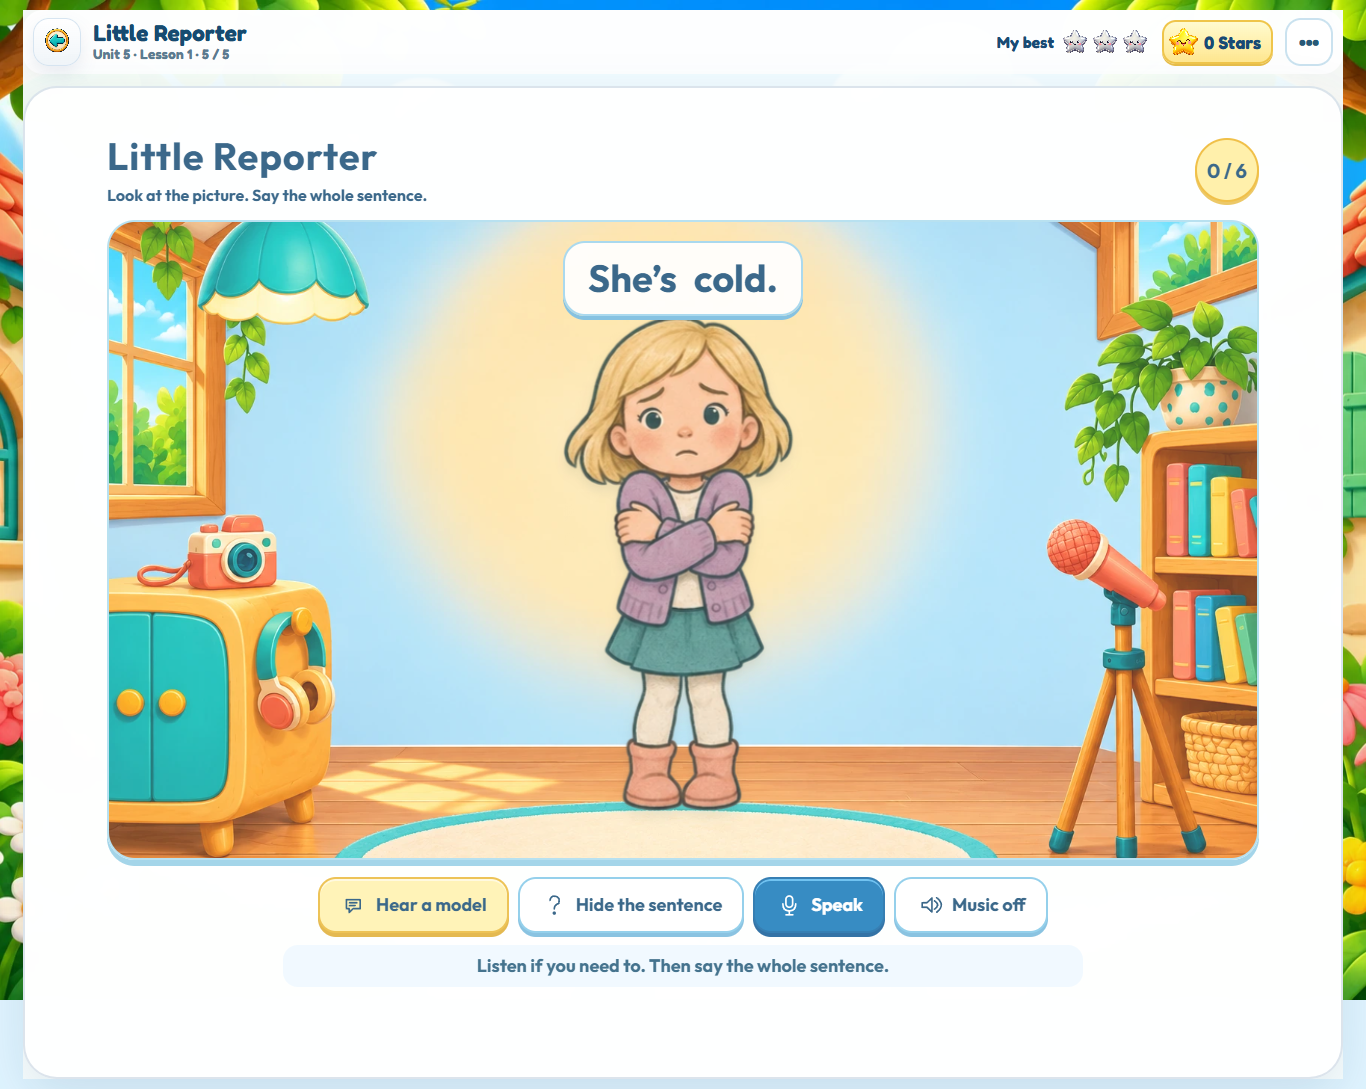 Little Reporter
Unit 5 · Lesson 1 · 5 / 5
My best
0 Stars
Little Reporter
Look at the picture. Say the whole sentence.
0 / 6
She’s cold.
Hear a model
? Hide the sentence
Speak
Music off
Listen if you need to. Then say the whole sentence.